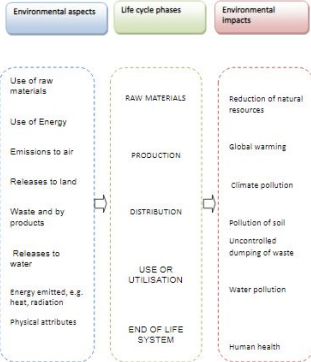 Environmental aspects
Life cycle phases
Environmental
impacts
Use of raw
materials
Use of Energy
Emissions to air
Releases to land
Waste and by
products
Releases to
water
Energy emitted, e.g.
heat, radiation
Physical attributes
RAW MATERIALS
PRODUCTION
DISTRIBUTION
USE OR
UTILISATION
END OF LIFE
SYSTEM
Reduction of natural
resources
Global warming
Climate pollution
Pollution of soil
Uncontrolled
dumping of waste
Water pollution
Human health